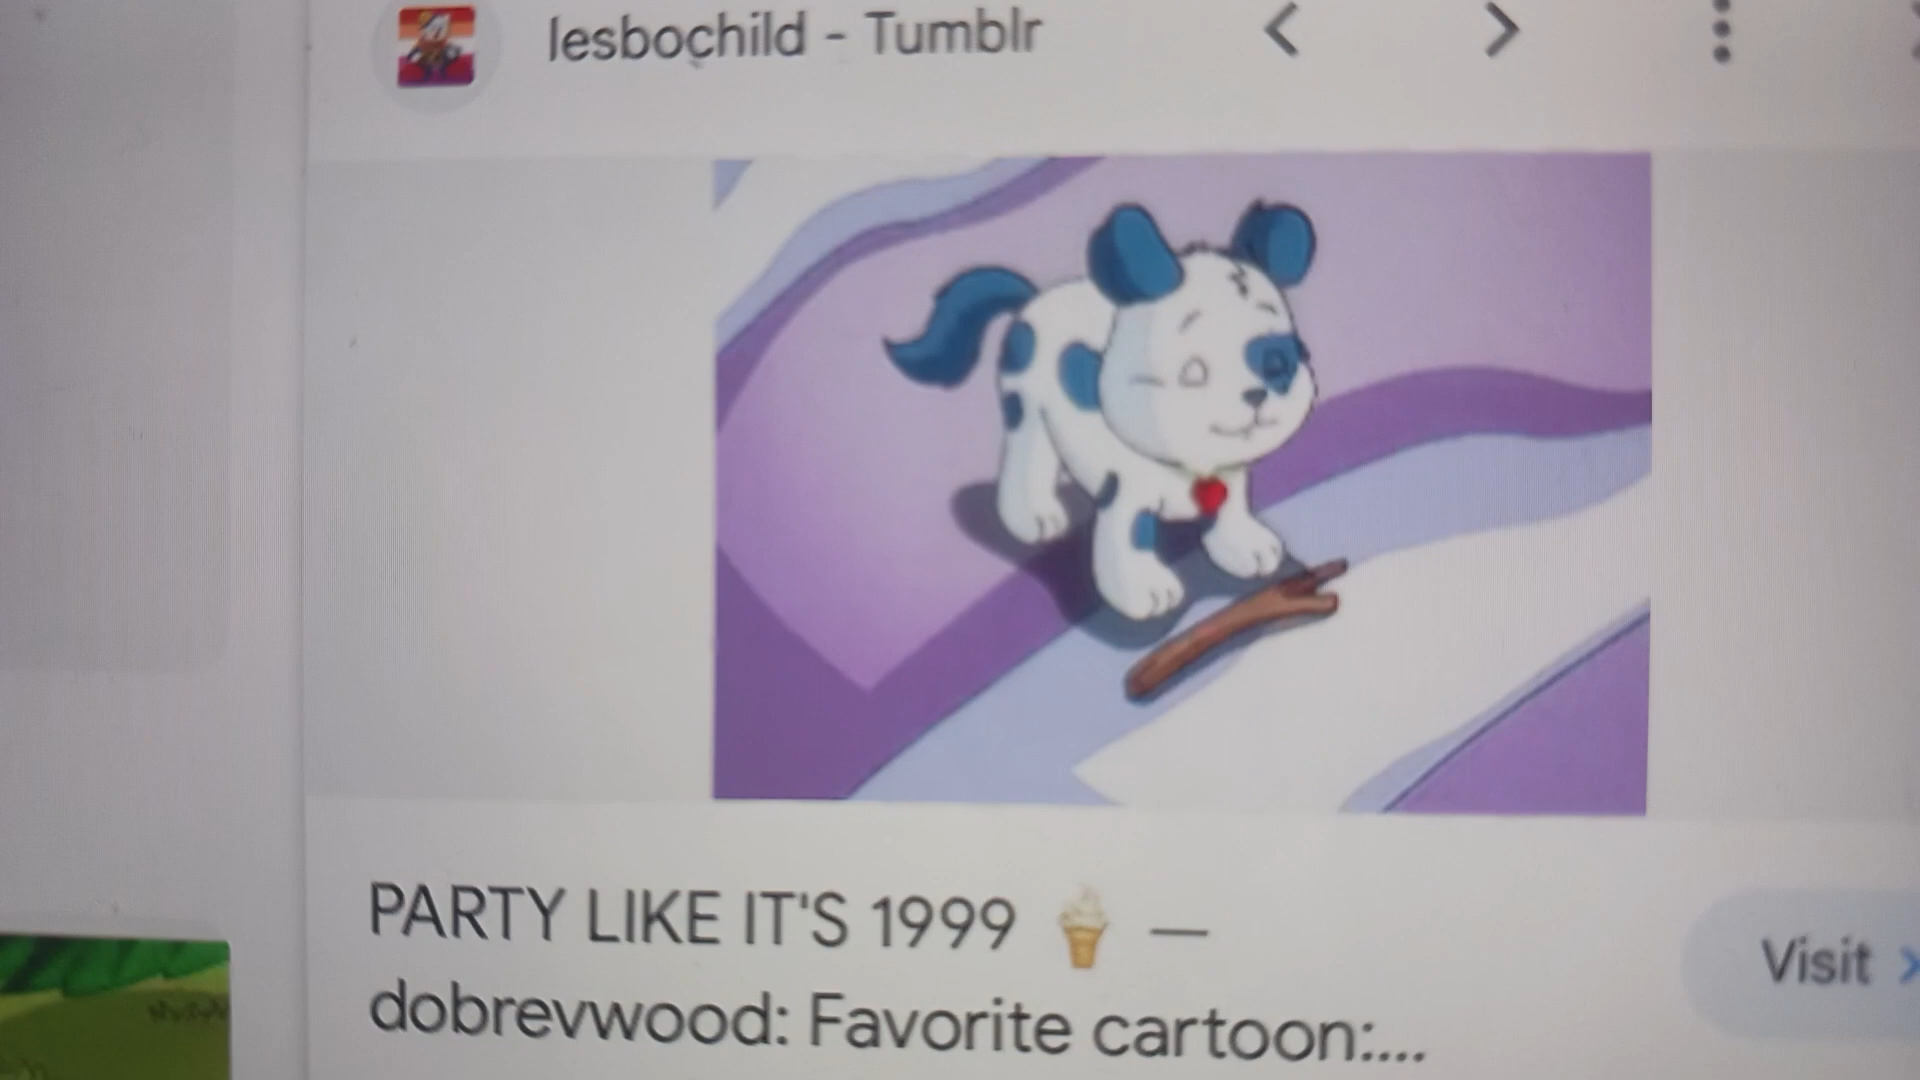 lesbochild - Tumblr
PARTY LIKE IT'S 1999 🍦 —
Visit
dobrevwood: Favorite cartoon:....